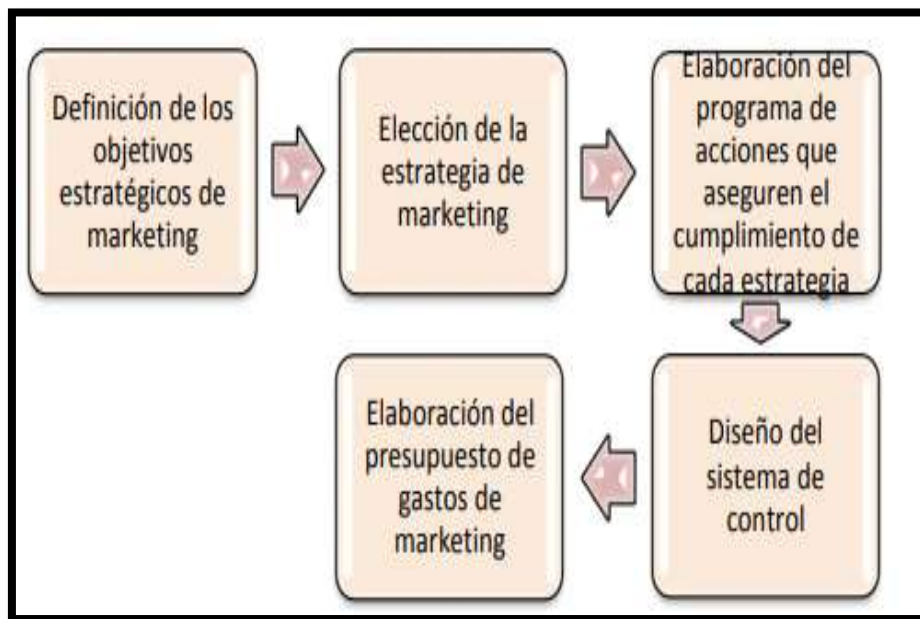 Definición de los
objetivos
estratégicos de
marketing
Elección de la
estrategia de
marketing
Elaboración del
programa de
acciones que
aseguren el
cumplimiento de
cada estrategia
Diseño del
sistema de
control
Elaboración del
presupuesto de
gastos de
marketing